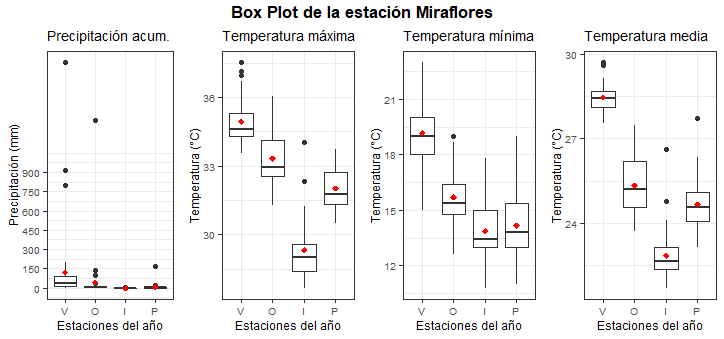 Box Plot de la estación Miraflores
Precipitación acum.
Precipitación (mm)
900
750
600
450
300
150
0
V O I P
Estaciones del año
Temperatura máxima
Temperatura (°C)
36
33
30
V O I P
Estaciones del año
Temperatura mínima
Temperatura (°C)
21
18
15
12
V O I P
Estaciones del año
Temperatura media
Temperatura (°C)
30
27
24
V O I P
Estaciones del año